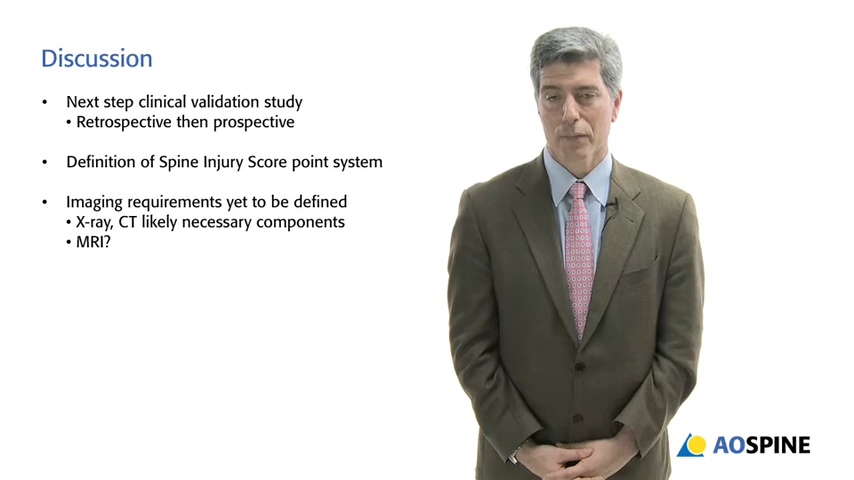 Discussion
• Next step clinical validation study
• Retrospective then prospective
• Definition of Spine Injury Score point system
• Imaging requirements yet to be defined
• X-ray, CT likely necessary components
• MRI?
AOSPINE